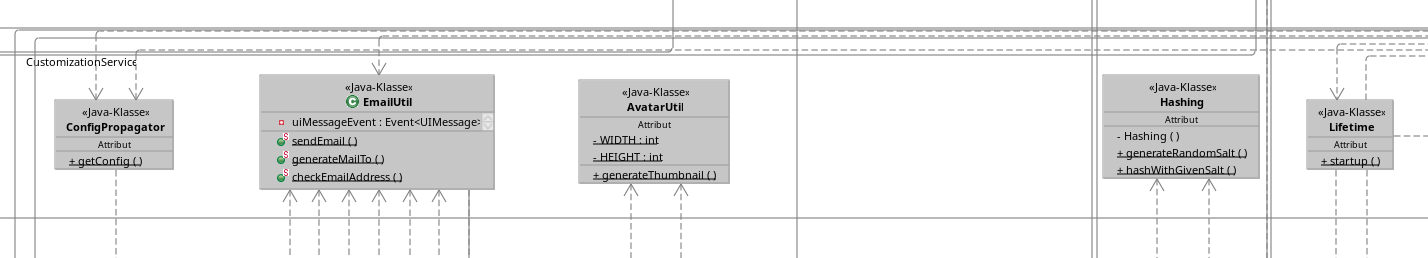 CustomizationService
«Java-Klasse»
ConfigPropagator
Attribut
+ getConfig ( )
«Java-Klasse»
EmailUtil
uiMessageEvent : Event<UIMessage>
sendEmail ( )
generateMailTo ( )
checkEmailAddress ( )
«Java-Klasse»
AvatarUtil
Attribut
- WIDTH : int
- HEIGHT : int
+ generateThumbnail ( )
«Java-Klasse»
Hashing
Attribut
- Hashing ( )
+ generateRandomSalt ( )
+ hashWithGivenSalt ( )
«Java-Klasse»
Lifetime
Attribut
+ startup ( )